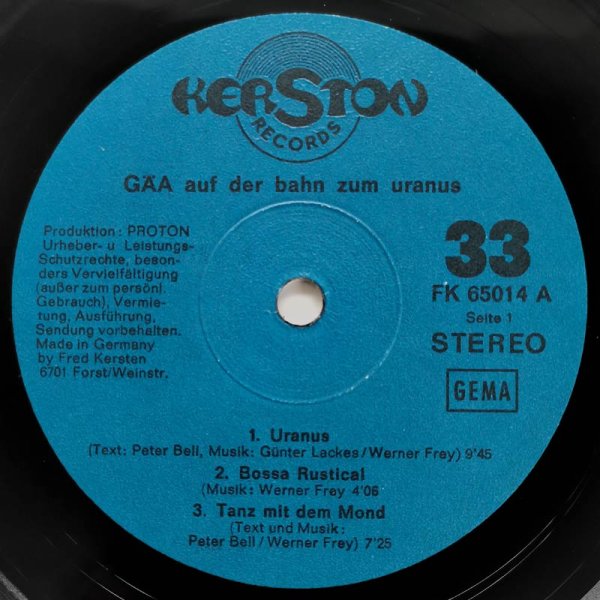 KERSTON
RECORDS
GÄA auf der bahn zum uranus
Produktion: PROTON
Urheber- u Leistungs-
Schutzrechte, beson-
ders Vervielfältigung
(außer zum persönl.
Gebrauch), Vermie-
tung, Ausführung,
Sendung vorbehalten.
Made in Germany
by Fred Kersten
6701 Forst/Weinstr.
33
FK 65014 A
Seite 1
STEREO
GEMA
1. Uranus
(Text: Peter Bell, Musik: Günter Lackes/Werner Frey) 9'45
2. Bossa Rustical
(Musik: Werner Frey 4'06
3. Tanz mit dem Mond
(Text und Musik:
Peter Bell/Werner Frey) 7'25